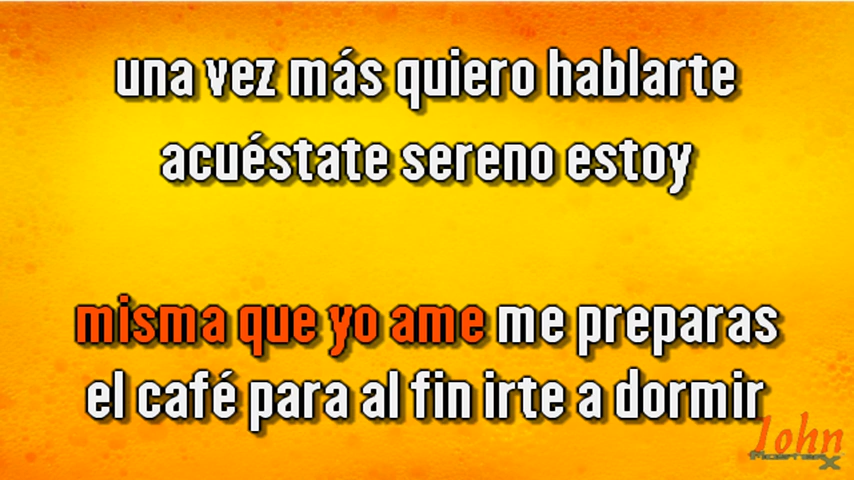 una vez más quiero hablarte
acuéstate sereno estoy
misma que yo ame me preparas
el café para al fin irte a dormir
John